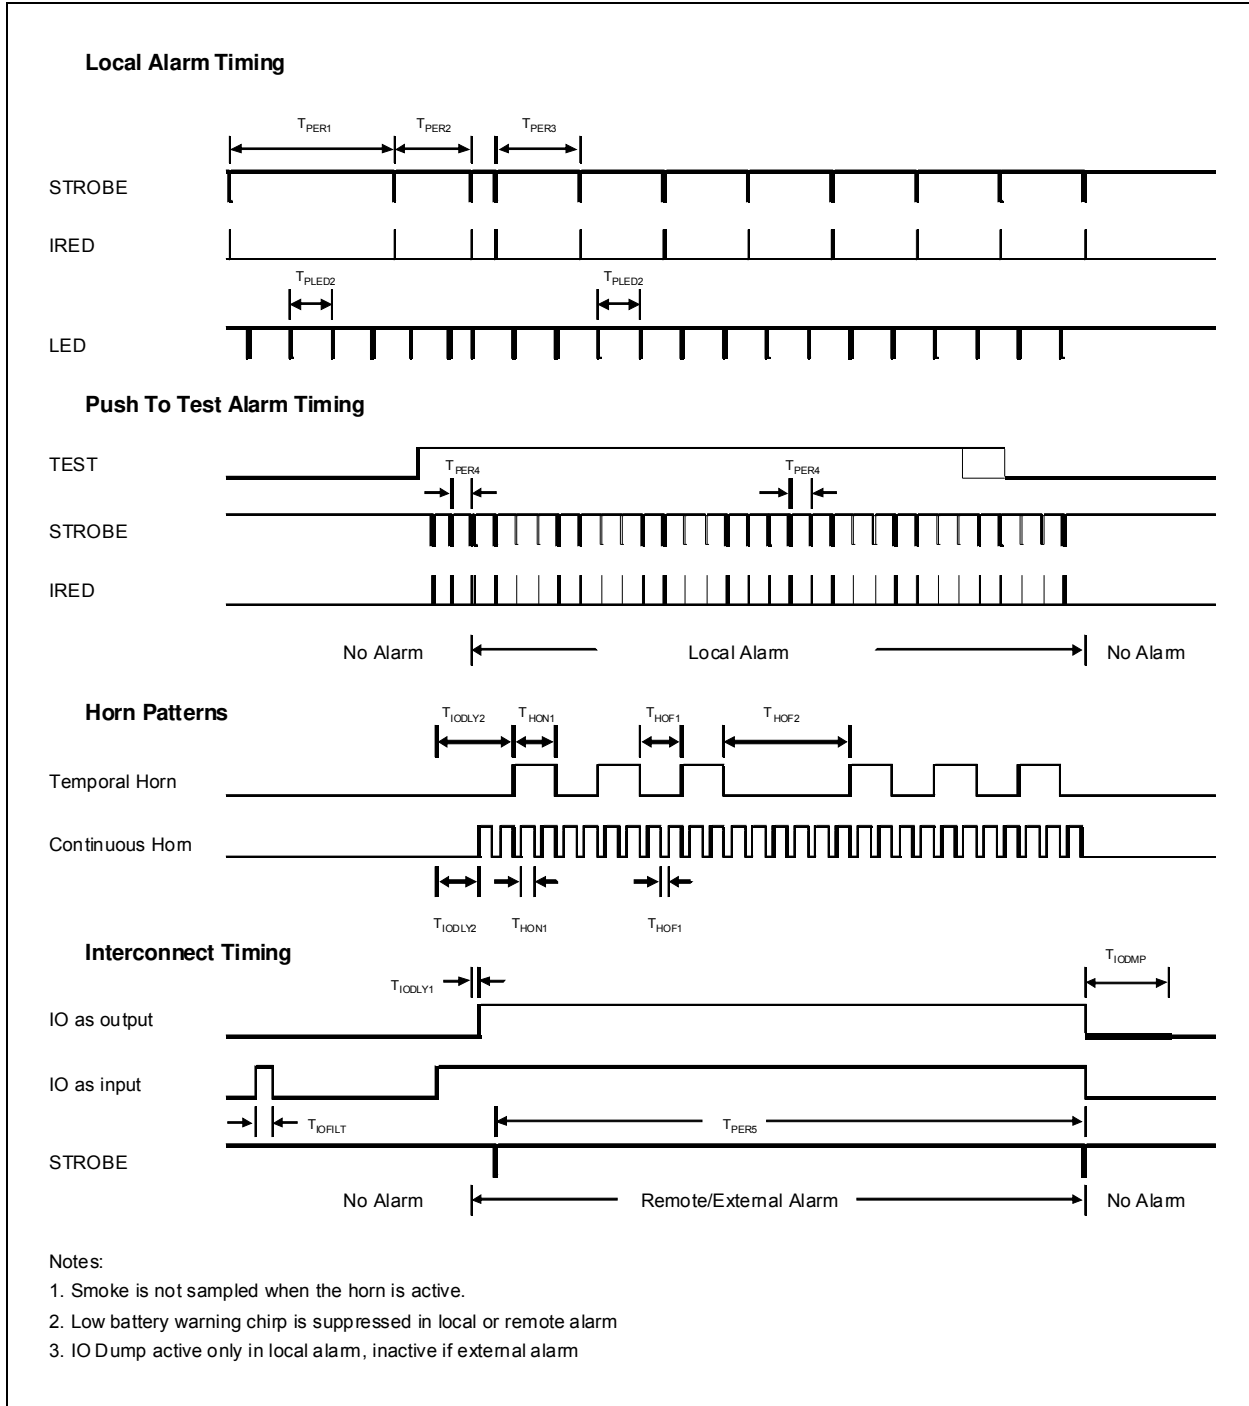 Local Alarm Timing
TPER1 TPER2 TPER3
STROBE
IRED
TPLED2 TPLED2
LED
Push To Test Alarm Timing
TEST
TPER4 TPER4
STROBE
IRED
No Alarm Local Alarm No Alarm
Horn Patterns
TIODLY2 THON1 THOF1 THOF2
Temporal Horn
Continuous Horn
TIODLY2 THON1 THOF1
Interconnect Timing
TIODMP
TIODLY1
IO as output
IO as input
TIOFILT TPER5
STROBE
No Alarm Remote/External Alarm No Alarm
Notes:
1. Smoke is not sampled when the horn is active.
2. Low battery warning chirp is suppressed in local or remote alarm
3. IO Dump active only in local alarm, inactive if external alarm